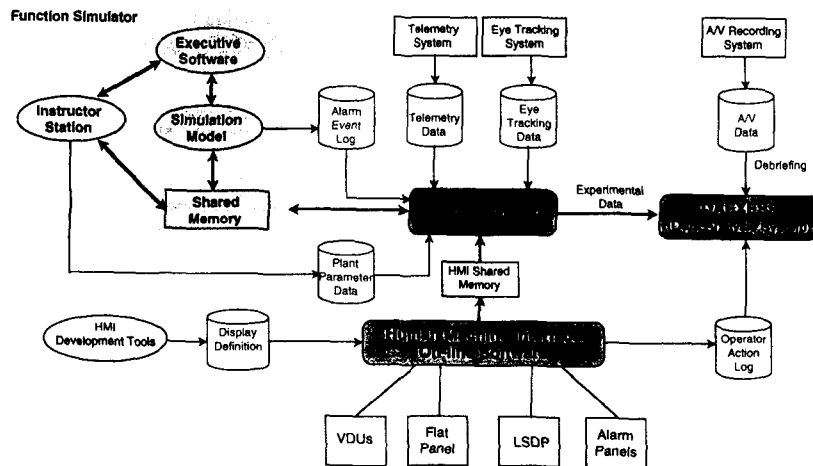 Function Simulator
Executive
Software
Instructor
Station
Simulation
Model
Shared
Memory
Alarm
Event
Log
Telemetry
System
Telemetry
Data
Eye Tracking
System
Eye
Tracking
Data
A/V Recording
System
A/V
Data
Debriefing
Experimental
Data
Plant
Parameter
Data
HMI Shared
Memory
HMI
Development Tools
Display
Definition
Operator
Action
Log
VDUs
Flat
Panel
LSDP
Alarm
Panels